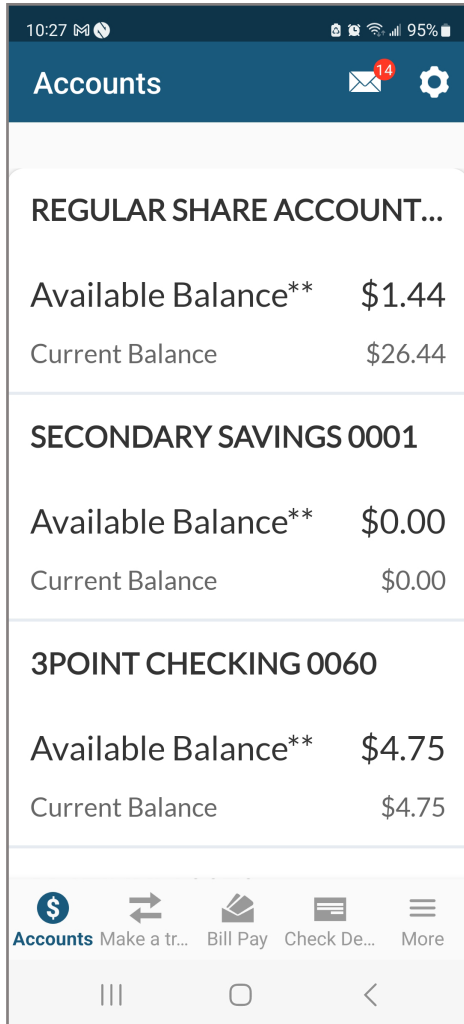 10:27 95%
Accounts 14
REGULAR SHARE ACCOUNT...
Available Balance** $1.44
Current Balance $26.44
SECONDARY SAVINGS 0001
Available Balance** $0.00
Current Balance $0.00
3POINT CHECKING 0060
Available Balance** $4.75
Current Balance $4.75
$
Accounts Make a tr... Bill Pay Check De... More